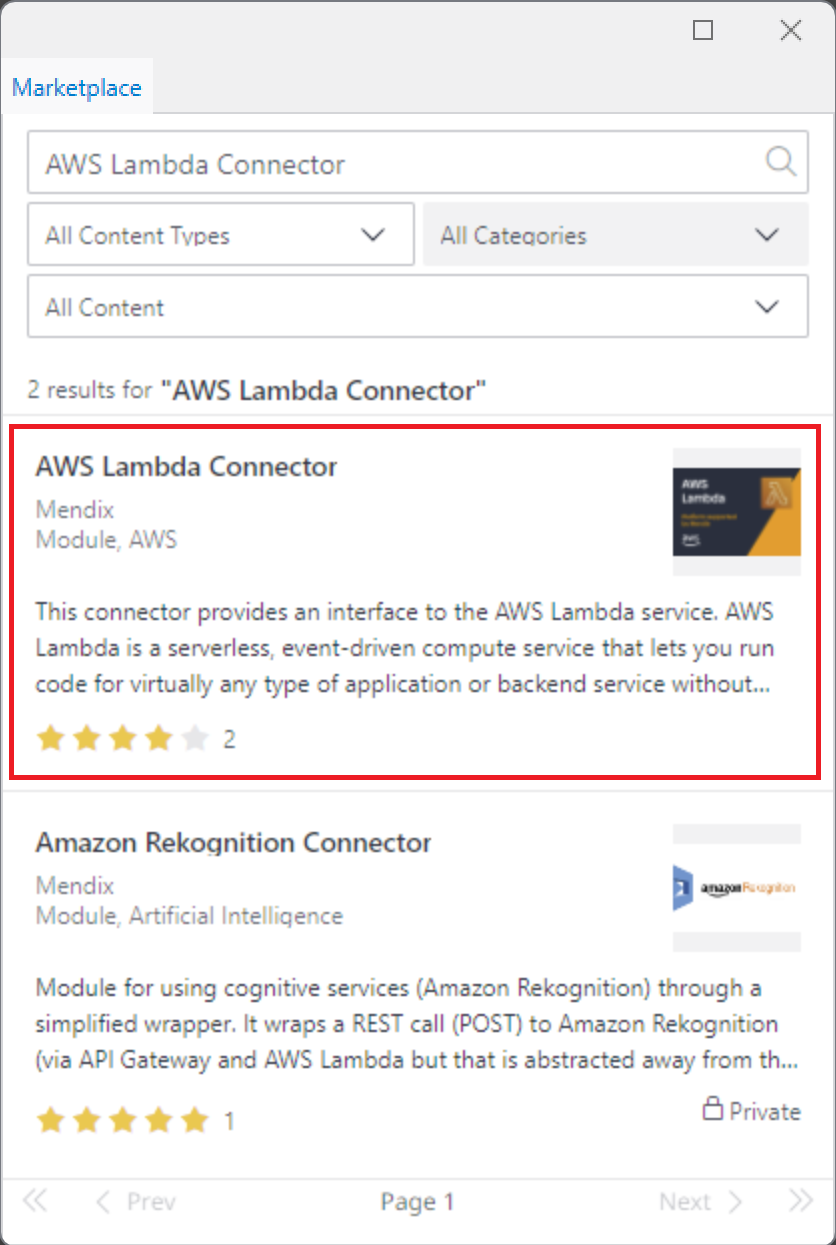 Marketplace
AWS Lambda Connector
All Content Types
All Categories
All Content
2 results for "AWS Lambda Connector"
AWS Lambda Connector
Mendix
Module, AWS
AWS
Lambda
aws
This connector provides an interface to the AWS Lambda service. AWS
Lambda is a serverless, event-driven compute service that lets you run
code for virtually any type of application or backend service without...
2
Amazon Rekognition Connector
Mendix
Module, Artificial Intelligence
amazon Rekognition
Module for using cognitive services (Amazon Rekognition) through a
simplified wrapper. It wraps a REST call (POST) to Amazon Rekognition
(via API Gateway and AWS Lambda but that is abstracted away from th...
1
Private
Prev
Page 1
Next